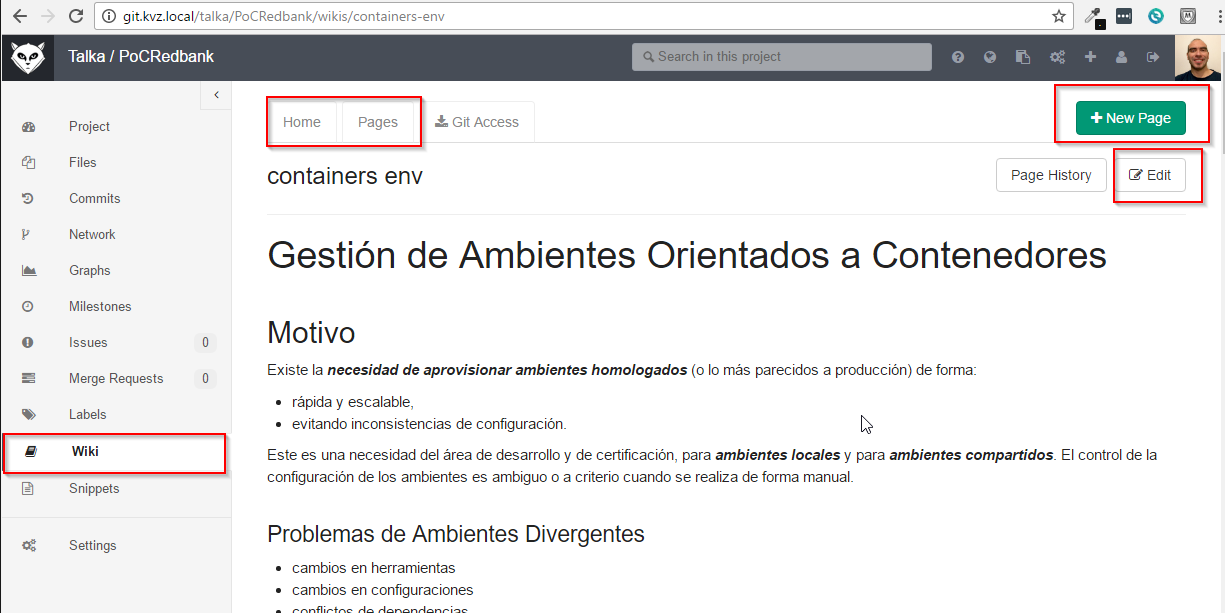 git.kvz.local/talka/PoCRedbank/wikis/containers-env
Talka / PoCRedbank
Search in this project
Project
Files
Commits
Network
Graphs
Milestones
Issues 0
Merge Requests 0
Labels
Wiki
Snippets
Settings
Home Pages Git Access
+ New Page
containers env
Page History Edit
Gestión de Ambientes Orientados a Contenedores
Motivo
Existe la necesidad de aprovisionar ambientes homologados (o lo más parecidos a producción) de forma:
• rápida y escalable,
• evitando inconsistencias de configuración.
Este es una necesidad del área de desarrollo y de certificación, para ambientes locales y para ambientes compartidos. El control de la
configuración de los ambientes es ambiguo o a criterio cuando se realiza de forma manual.
Problemas de Ambientes Divergentes
• cambios en herramientas
• cambios en configuraciones
• conflictos de dependencias